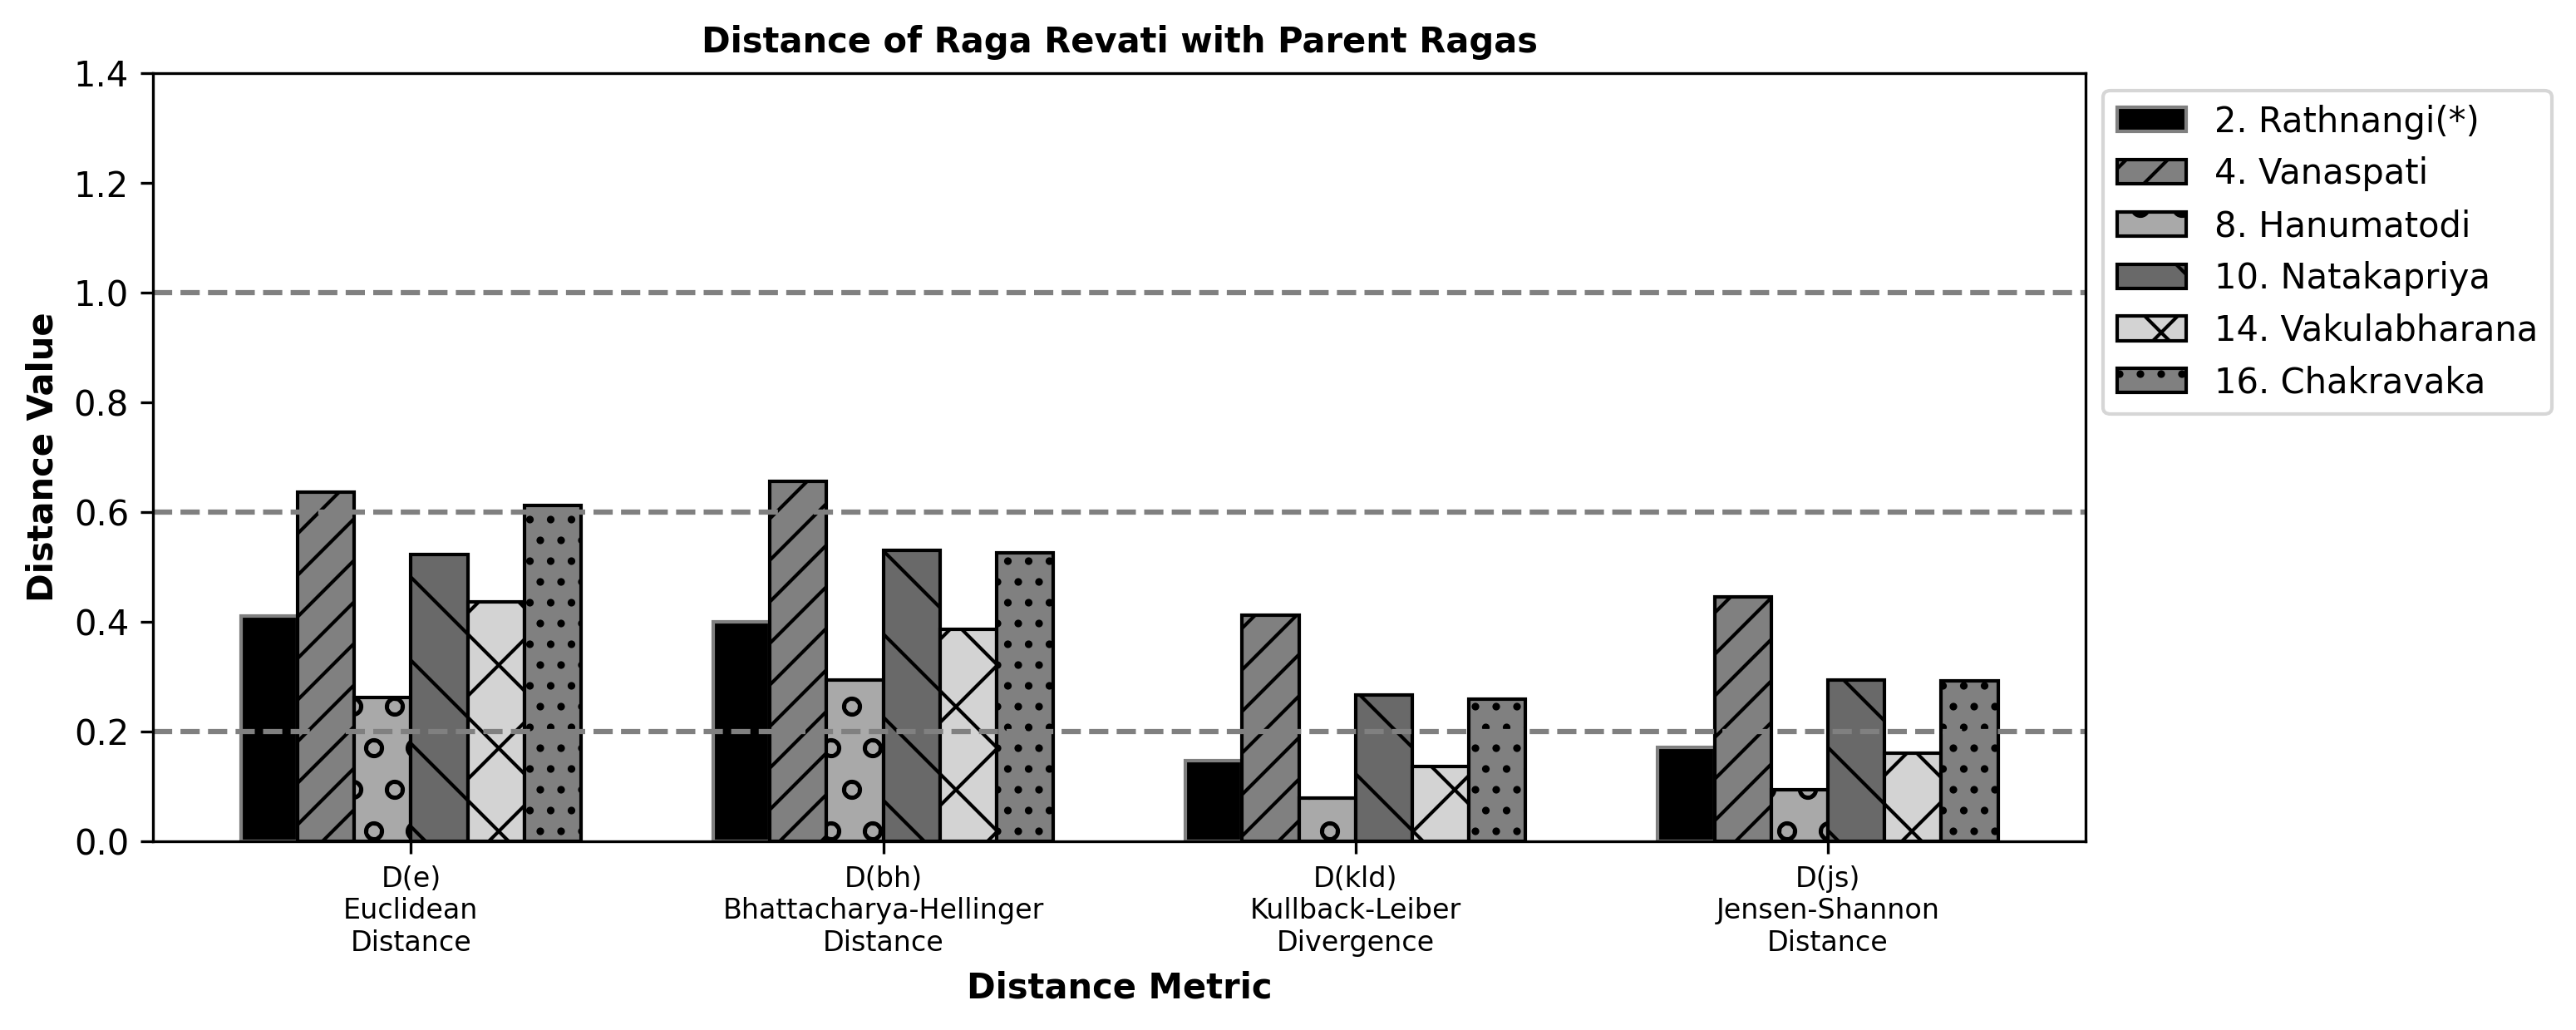 Distance of Raga Revati with Parent Ragas
1.4
1.2
1.0
0.8
0.6
0.4
0.2
0.0
Distance Value
2. Rathnangi(*)
4. Vanaspati
8. Hanumatodi
10. Natakapriya
14. Vakulabharana
16. Chakravaka
D(e)
Euclidean
Distance
D(bh)
Bhattacharya-Hellinger
Distance
D(kld)
Kullback-Leiber
Divergence
D(js)
Jensen-Shannon
Distance
Distance Metric